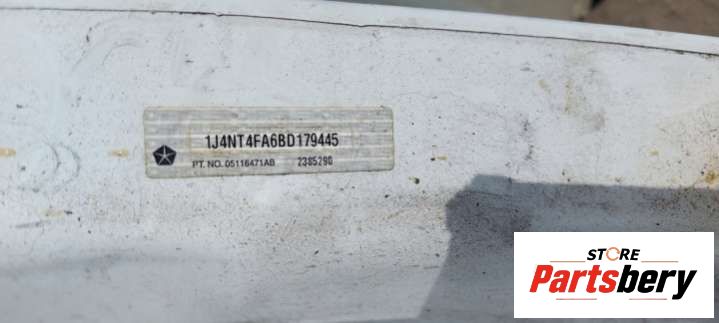 1J4NT4FA6BD179445
PT. NO. 05116471AB 2385290
STORE
Partsbery